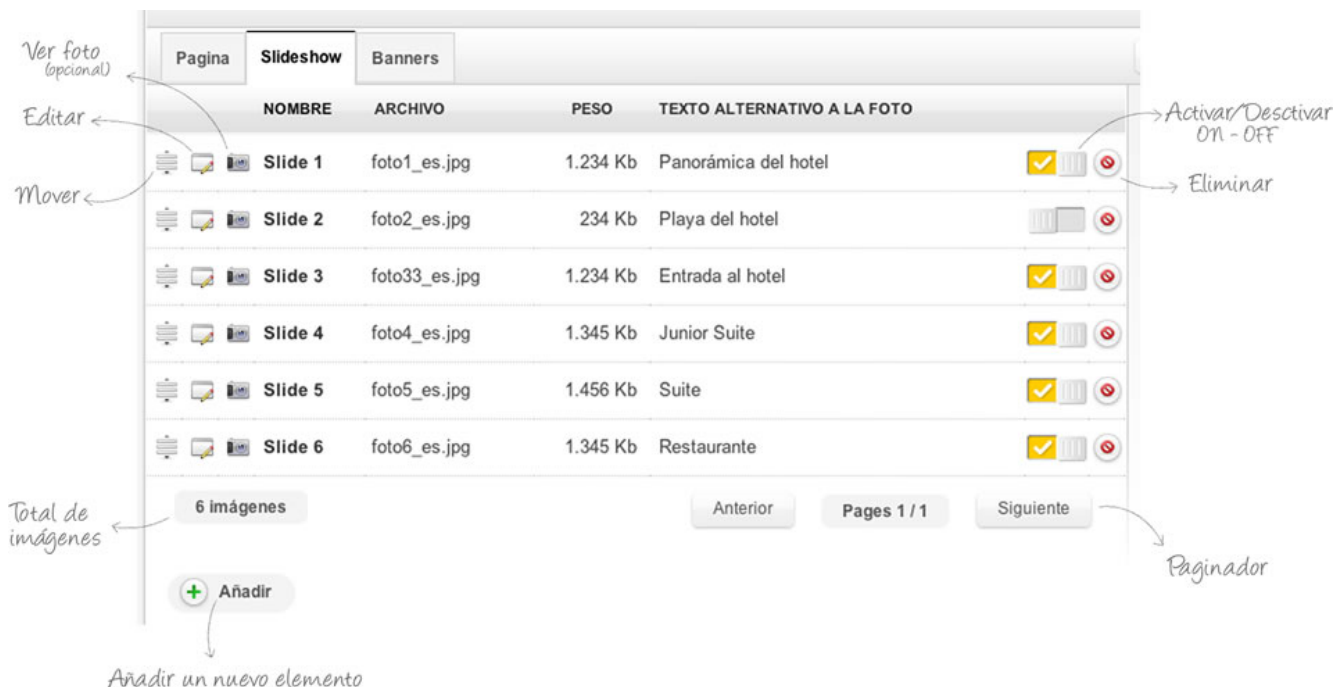 Ver foto
(opcional)
Pagina Slideshow Banners
Editar
NOMBRE ARCHIVO PESO TEXTO ALTERNATIVO A LA FOTO
Activar/Desctivar
ON - OFF
Slide 1 foto1_es.jpg 1.234 Kb Panorámica del hotel
Eliminar
Mover
Slide 2 foto2_es.jpg 234 Kb Playa del hotel
Slide 3 foto33_es.jpg 1.234 Kb Entrada al hotel
Slide 4 foto4_es.jpg 1.345 Kb Junior Suite
Slide 5 foto5_es.jpg 1.456 Kb Suite
Slide 6 foto6_es.jpg 1.345 Kb Restaurante
Total de
imágenes
6 imágenes Anterior Pages 1 / 1 Siguiente
Paginador
Añadir
Añadir un nuevo elemento